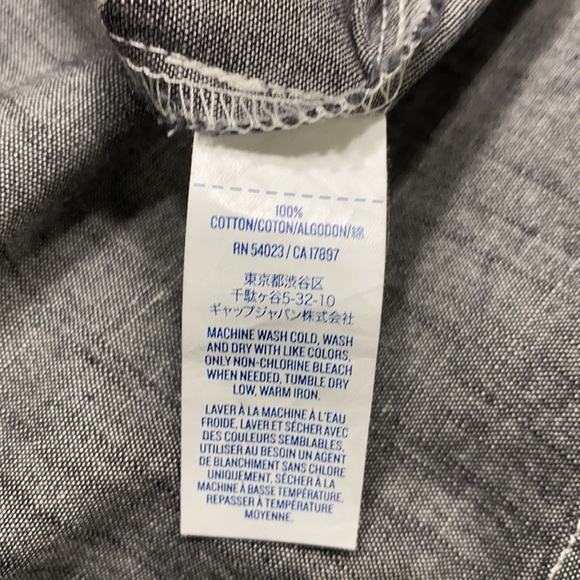 100%
COTTON/COTON/ALGODON/綿
RN 54023 / CA 17897
東京都渋谷区
千駄ヶ谷5-32-10
ギャップジャパン株式会社
MACHINE WASH COLD, WASH
AND DRY WITH LIKE COLORS,
ONLY NON-CHLORINE BLEACH
WHEN NEEDED, TUMBLE DRY
LOW, WARM IRON.
LAVER À LA MACHINE À L'EAU
FROIDE, LAVER ET SÉCHER AVEC
DES COULEURS SEMBLABLES,
UTILISER AU BESOIN UN AGENT
DE BLANCHIMENT SANS CHLORE
UNIQUEMENT, SÉCHER À LA
MACHINE À BASSE TEMPÉRATURE,
REPASSER À TEMPÉRATURE
MOYENNE.